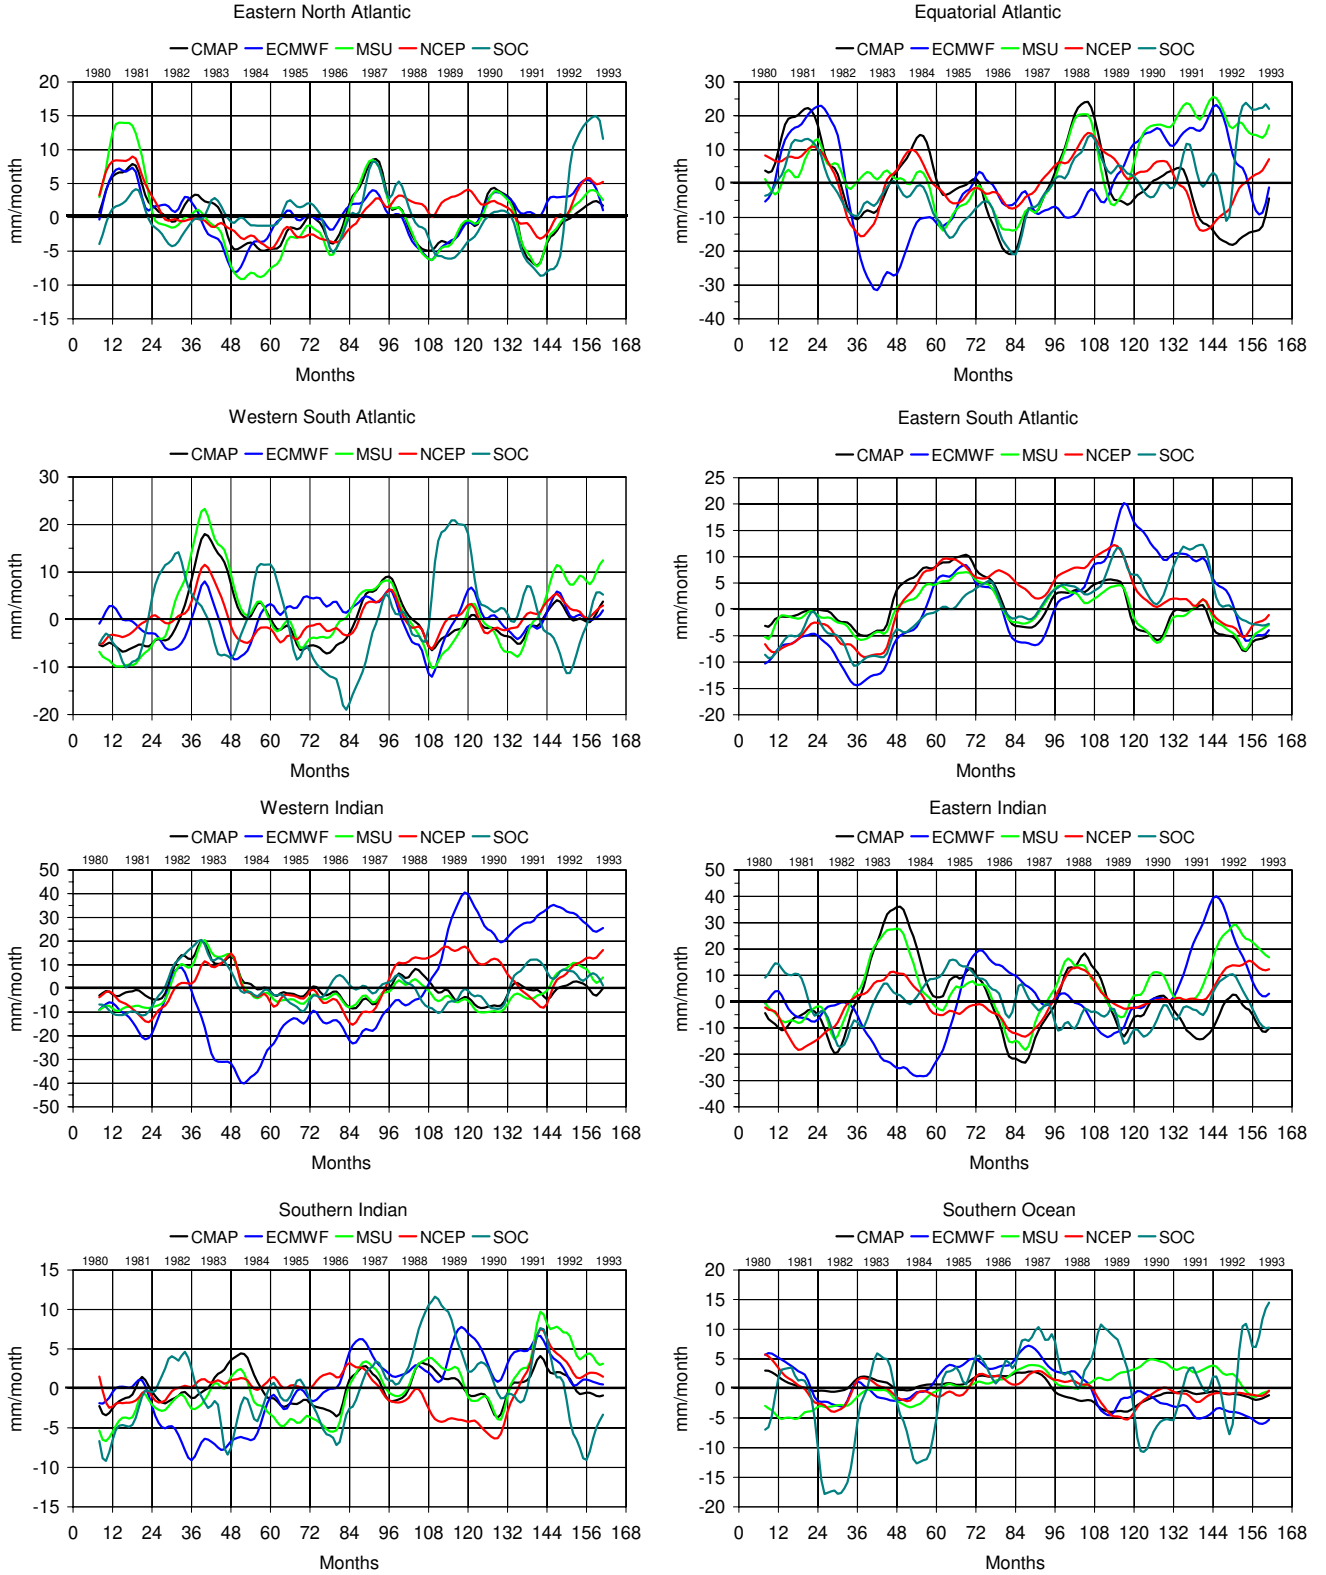 Eastern North Atlantic
CMAP ECMWF MSU NCEP SOC
1980 1981 1982 1983 1984 1985 1986 1987 1988 1989 1990 1991 1992 1993
20
15
10
5
0
-5
-10
-15
mm/month
0 12 24 36 48 60 72 84 96 108 120 132 144 156 168
Months
Equatorial Atlantic
CMAP ECMWF MSU NCEP SOC
1980 1981 1982 1983 1984 1985 1986 1987 1988 1989 1990 1991 1992 1993
30
20
10
0
-10
-20
-30
-40
mm/month
0 12 24 36 48 60 72 84 96 108 120 132 144 156 168
Months
Western South Atlantic
CMAP ECMWF MSU NCEP SOC
30
20
10
0
-10
-20
mm/month
0 12 24 36 48 60 72 84 96 108 120 132 144 156 168
Months
Eastern South Atlantic
CMAP ECMWF MSU NCEP SOC
25
20
15
10
5
0
-5
-10
-15
-20
mm/month
0 12 24 36 48 60 72 84 96 108 120 132 144 156 168
Months
Western Indian
CMAP ECMWF MSU NCEP SOC
1980 1981 1982 1983 1984 1985 1986 1987 1988 1989 1990 1991 1992 1993
50
40
30
20
10
0
-10
-20
-30
-40
-50
mm/month
0 12 24 36 48 60 72 84 96 108 120 132 144 156 168
Months
Eastern Indian
CMAP ECMWF MSU NCEP SOC
1980 1981 1982 1983 1984 1985 1986 1987 1988 1989 1990 1991 1992 1993
50
40
30
20
10
0
-10
-20
-30
-40
mm/month
0 12 24 36 48 60 72 84 96 108 120 132 144 156 168
Months
Southern Indian
CMAP ECMWF MSU NCEP SOC
1980 1981 1982 1983 1984 1985 1986 1987 1988 1989 1990 1991 1992 1993
15
10
5
0
-5
-10
-15
mm/month
0 12 24 36 48 60 72 84 96 108 120 132 144 156 168
Months
Southern Ocean
CMAP ECMWF MSU NCEP SOC
1980 1981 1982 1983 1984 1985 1986 1987 1988 1989 1990 1991 1992 1993
20
15
10
5
0
-5
-10
-15
-20
mm/month
0 12 24 36 48 60 72 84 96 108 120 132 144 156 168
Months